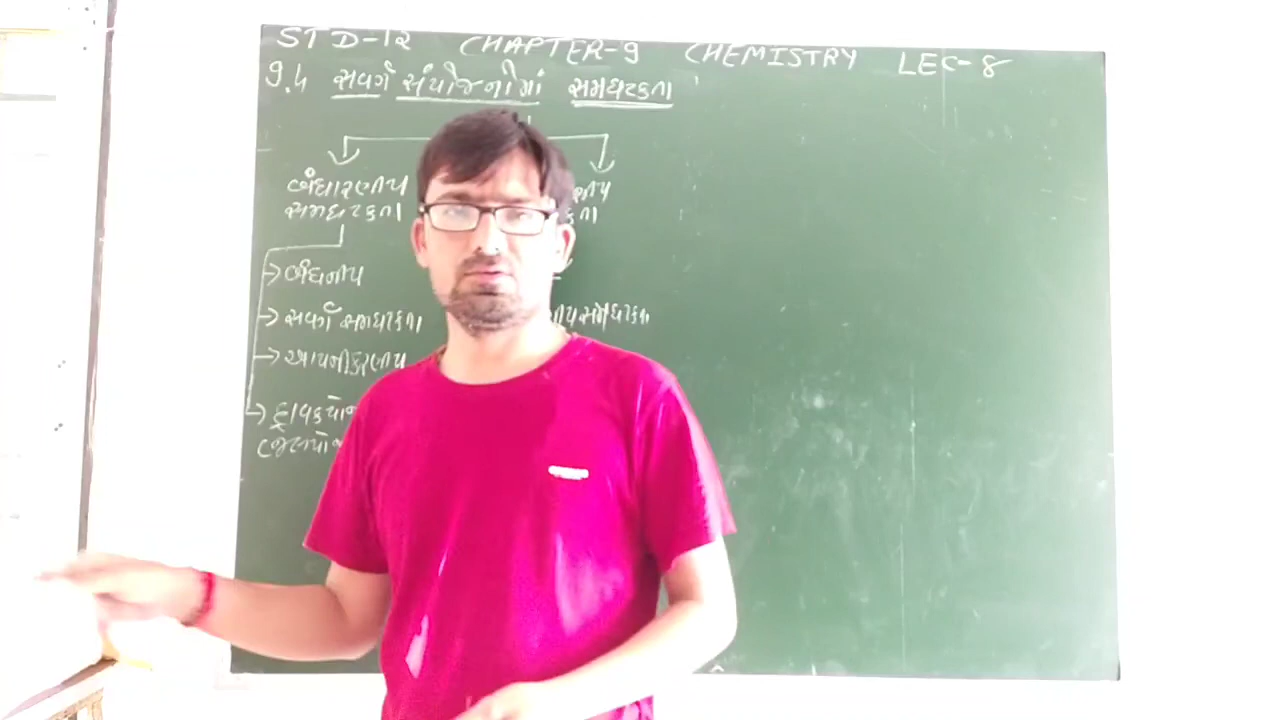 STD-12 CHAPTER-9 CHEMISTRY LEC-8
9.4 સવર્ગ સંયોજનોમાં સમઘટકતા
બંધારણીય
સમઘટકતા
→ બંધનીય
→ સવર્ગ સમઘટકતા
સમઘટકતા
→ આયનીકરણીય